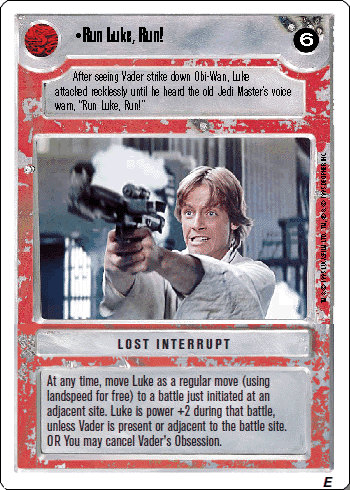 •Run Luke, Run!
6
After seeing Vader strike down Obi-Wan, Luke
attacked recklessly until he heard the old Jedi Master's voice
warn, "Run Luke, Run!"
LOST INTERRUPT
At any time, move Luke as a regular move (using
landspeed for free) to a battle just initiated at an
adjacent site. Luke is power +2 during that battle,
unless Vader is present or adjacent to the battle site.
OR You may cancel Vader's Obsession.
E